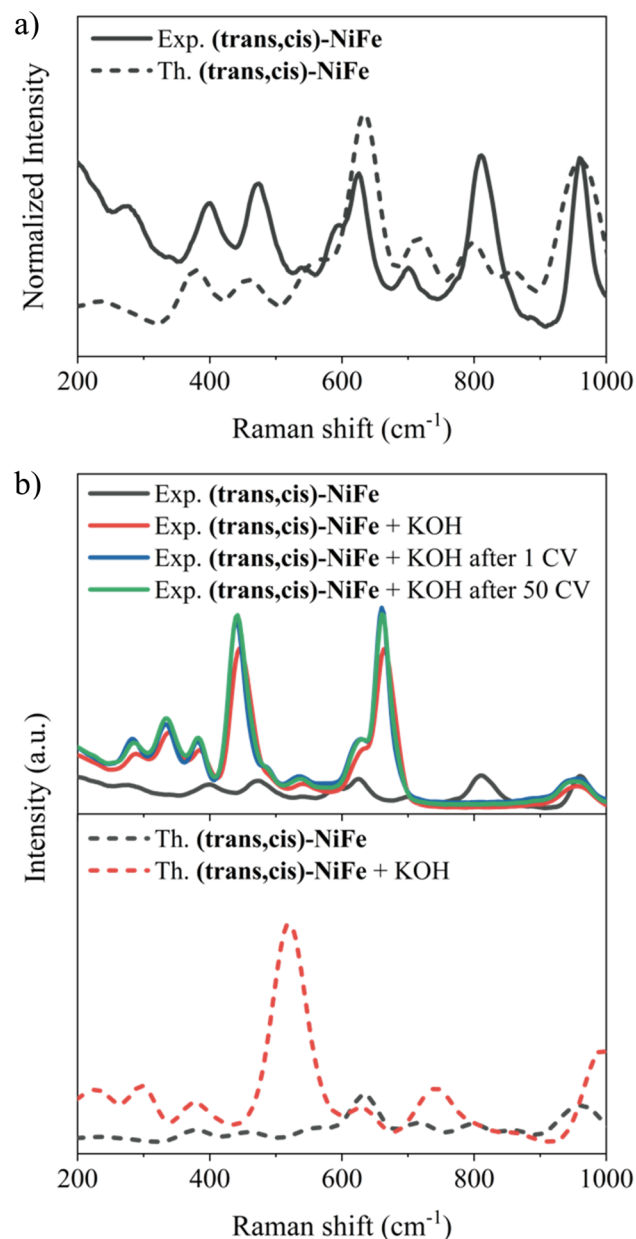 a)
Exp. (trans,cis)-NiFe
Th. (trans,cis)-NiFe
Normalized Intensity
200 400 600 800 1000
Raman shift (cm-1)
b)
Exp. (trans,cis)-NiFe
Exp. (trans,cis)-NiFe + KOH
Exp. (trans,cis)-NiFe + KOH after 1 CV
Exp. (trans,cis)-NiFe + KOH after 50 CV
Intensity (a.u.)
Th. (trans,cis)-NiFe
Th. (trans,cis)-NiFe + KOH
200 400 600 800 1000
Raman shift (cm-1)